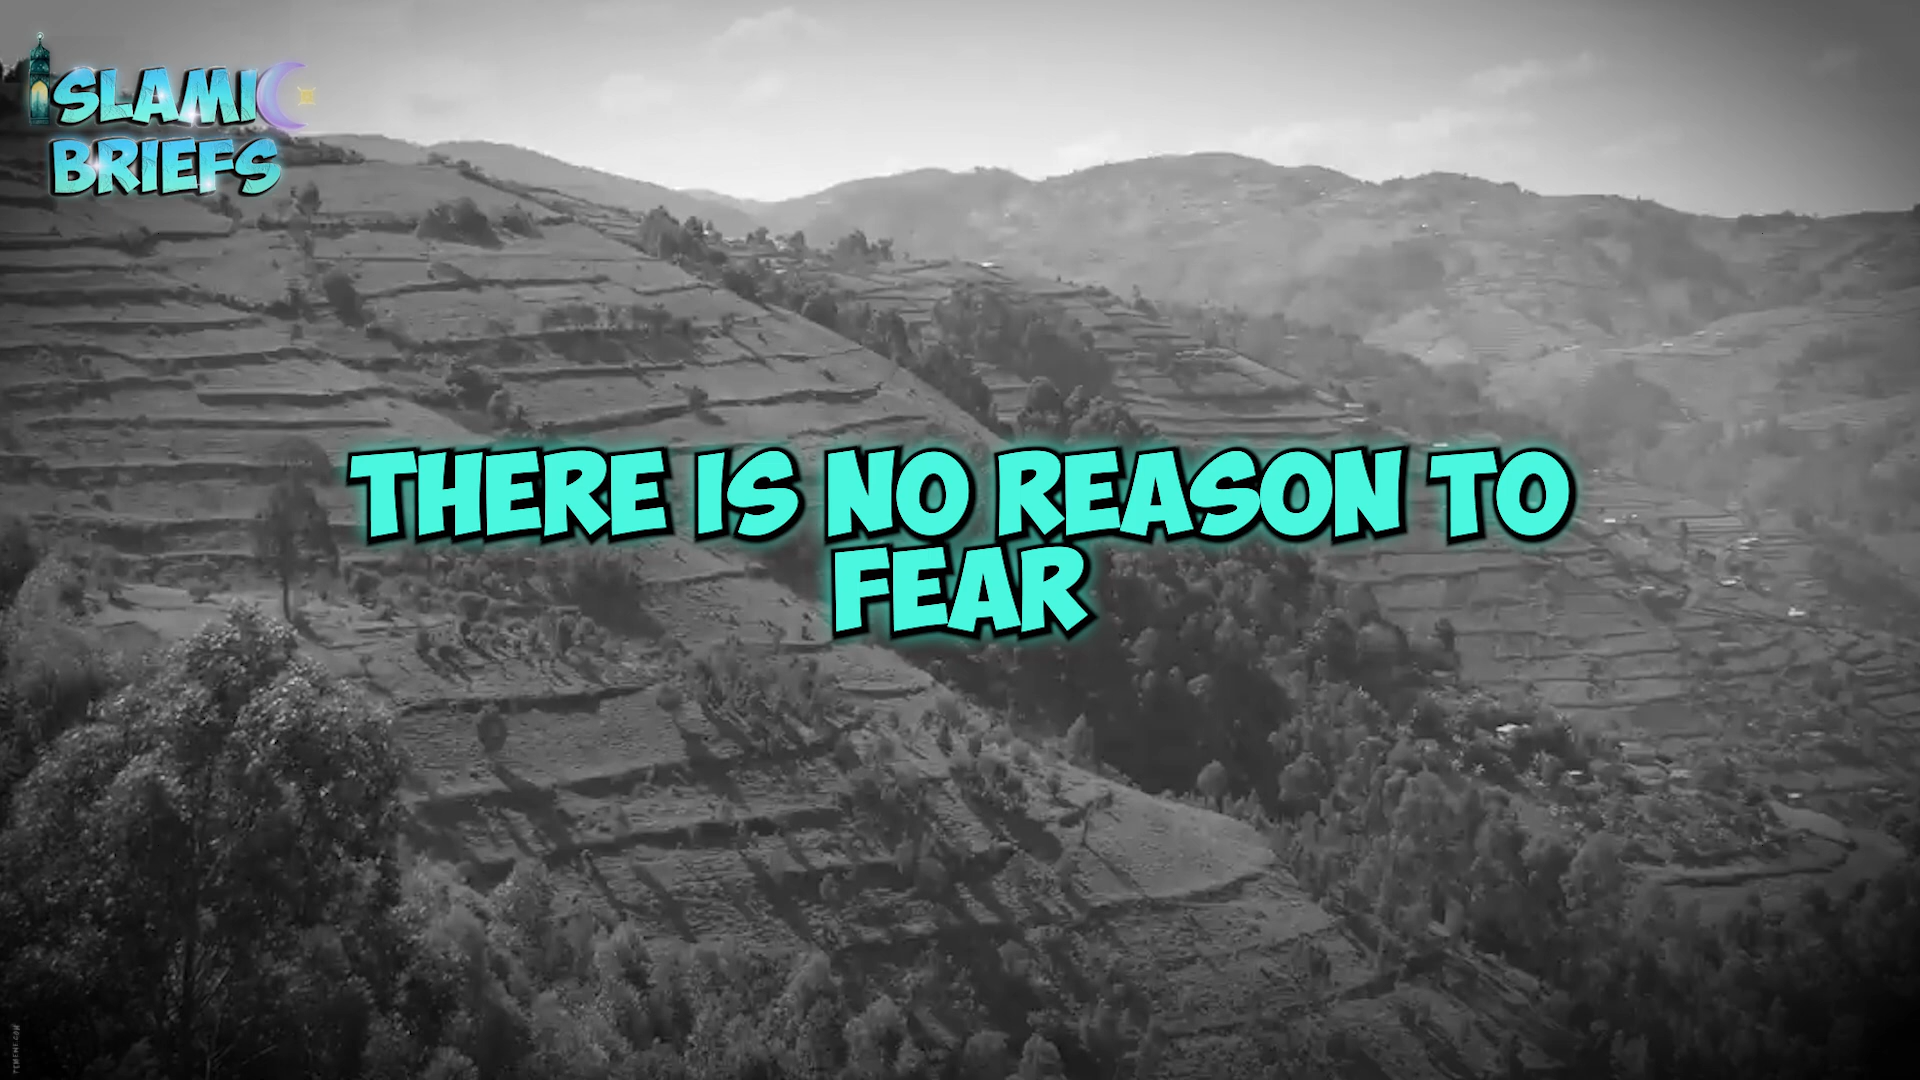 ISLAMIC
BRIEFS
THERE IS NO REASON TO
FEAR